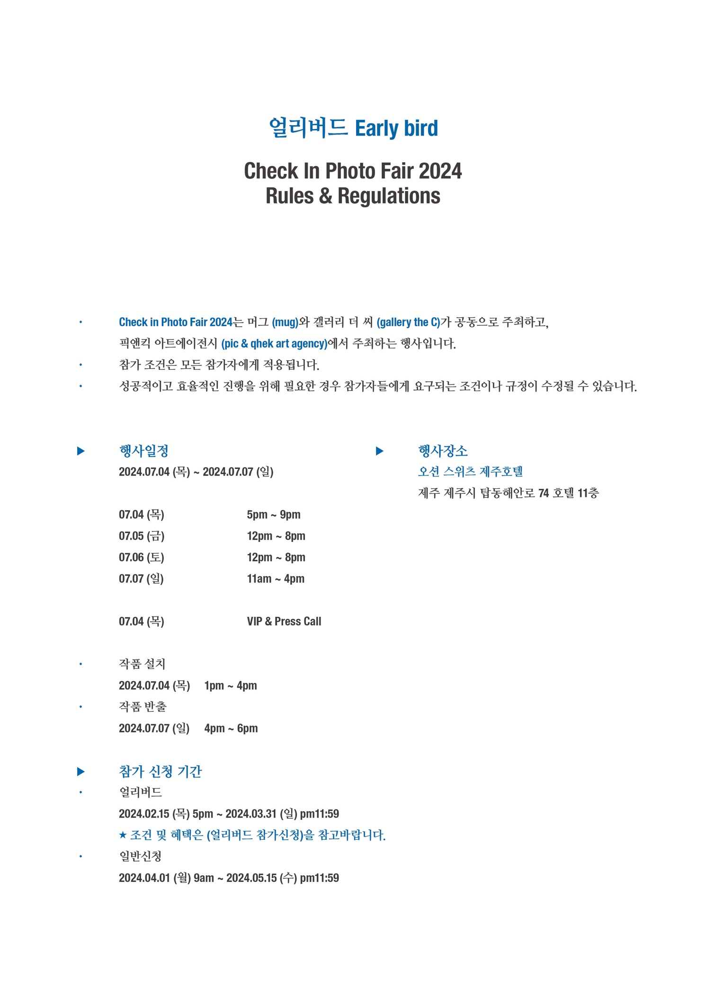 얼리버드 Early bird
Check In Photo Fair 2024
Rules & Regulations
· Check in Photo Fair 2024는 머그 (mug)와 갤러리 더 씨 (gallery the C)가 공동으로 주최하고,
픽앤킥 아트에이전시 (pic & qhek art agency)에서 주최하는 행사입니다.
· 참가 조건은 모든 참가자에게 적용됩니다.
· 성공적이고 효율적인 진행을 위해 필요한 경우 참가자들에게 요구되는 조건이나 규정이 수정될 수 있습니다.
▶ 행사일정
2024.07.04 (목) ~ 2024.07.07 (일)
07.04 (목) 5pm ~ 9pm
07.05 (금) 12pm ~ 8pm
07.06 (토) 12pm ~ 8pm
07.07 (일) 11am ~ 4pm
07.04 (목) VIP & Press Call
▶ 행사장소
오션 스위츠 제주호텔
제주 제주시 탑동해안로 74 호텔 11층
· 작품 설치
2024.07.04 (목) 1pm ~ 4pm
· 작품 반출
2024.07.07 (일) 4pm ~ 6pm
▶ 참가 신청 기간
· 얼리버드
2024.02.15 (목) 5pm ~ 2024.03.31 (일) pm11:59
★ 조건 및 혜택은 (얼리버드 참가신청)을 참고바랍니다.
· 일반신청
2024.04.01 (월) 9am ~ 2024.05.15 (수) pm11:59